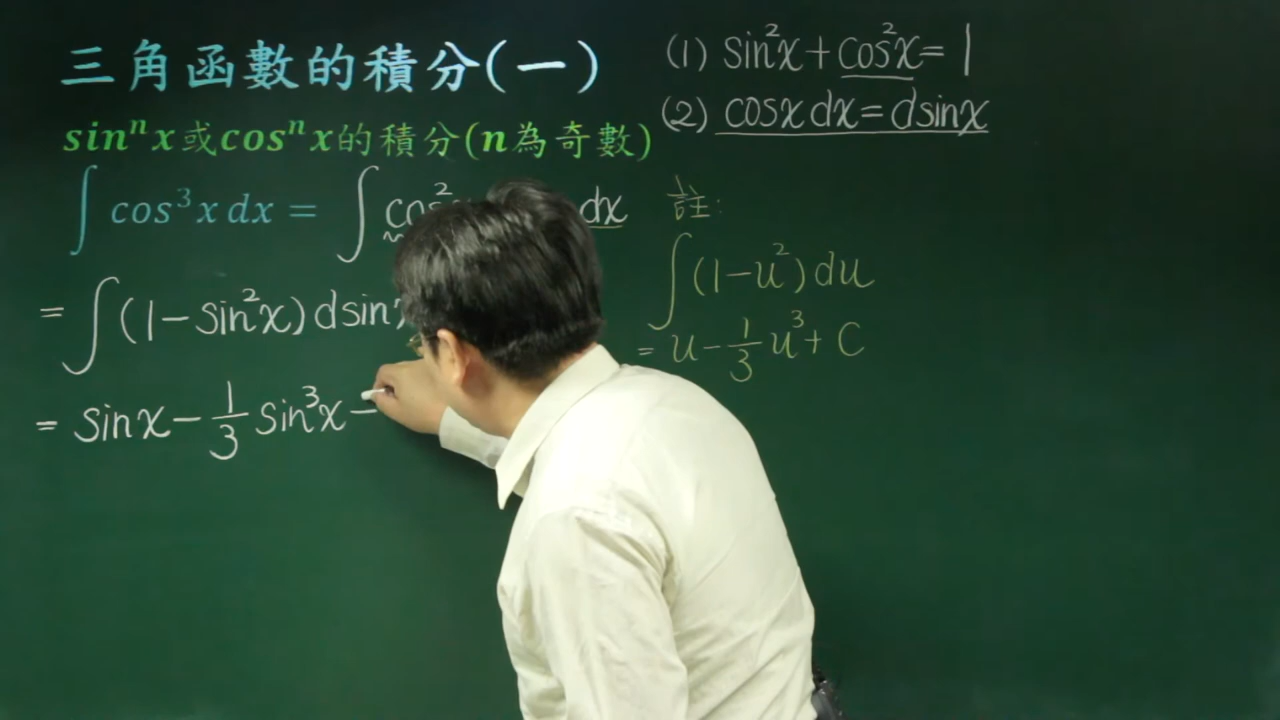 三角函數的積分(一)
sinⁿx或cosⁿx的積分(n為奇數)
∫ cos³x dx = ∫ cos² dx
= ∫ (1-sin²x) dsin
= sinx - 1/3 sin³x -
(1) sin²x + cos²x = 1
(2) cosx dx = dsinx
註:
∫ (1-u²) du
= u - 1/3 u³ + C